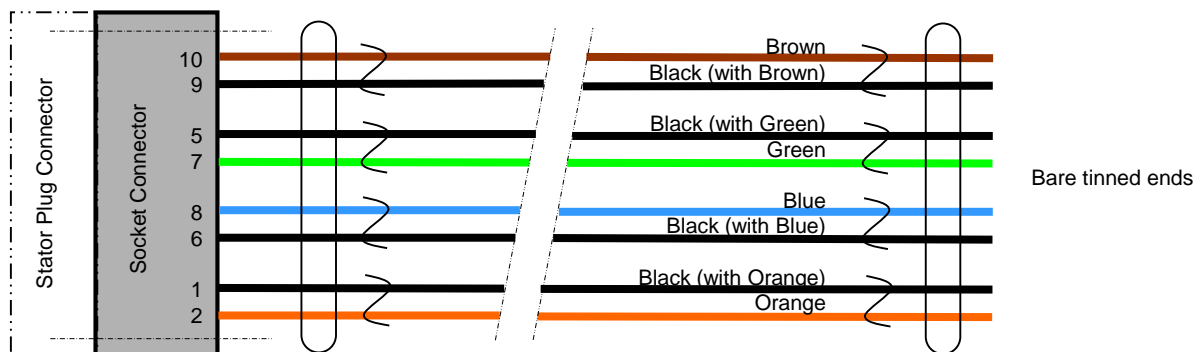 Stator Plug Connector
Socket Connector
10 Brown
9 Black (with Brown)
5 Black (with Green)
7 Green
8 Blue
6 Black (with Blue)
1 Black (with Orange)
2 Orange
Bare tinned ends